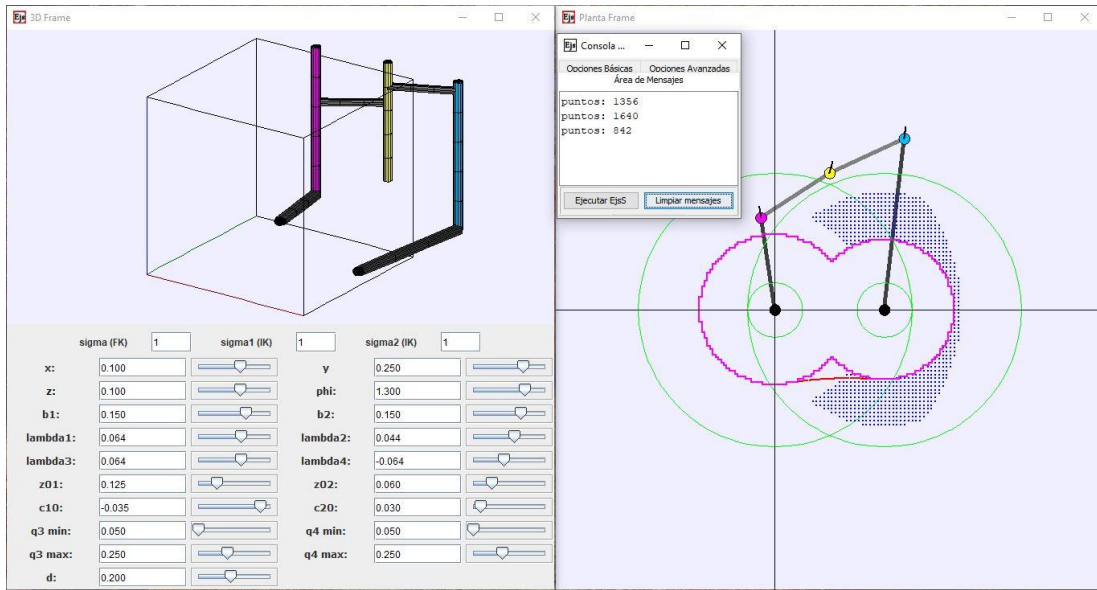 3D Frame
sigma (FK) 1 sigma1 (IK) 1 sigma2 (IK) 1
x: 0.100 y 0.250
z: 0.100 phi: 1.300
b1: 0.150 b2: 0.150
lambda1: 0.064 lambda2: 0.044
lambda3: 0.064 lambda4: -0.064
z01: 0.125 z02: 0.060
c10: -0.035 c20: 0.030
q3 min: 0.050 q4 min: 0.050
q3 max: 0.250 q4 max: 0.250
d: 0.200
Planta Frame
Consola ...
Opciones Básicas Opciones Avanzadas
Área de Mensajes
puntos: 1356
puntos: 1640
puntos: 842
Ejecutar EjsS Limpiar mensajes